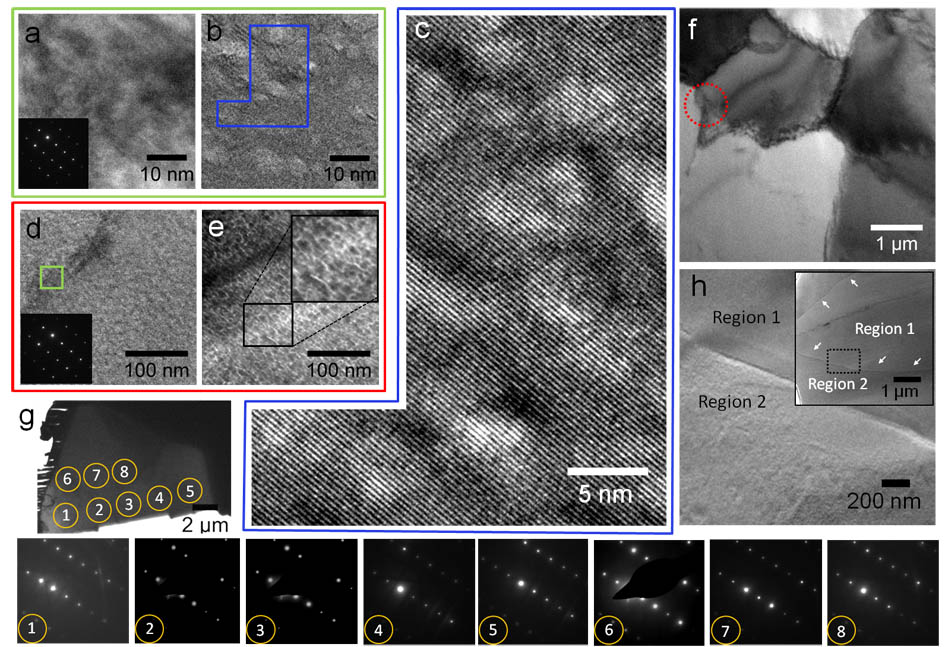 a
10 nm
b
10 nm
c
5 nm
d
100 nm
e
100 nm
f
1 µm
g
6 7 8
1 2 3 4 5
2 µm
h
Region 1
Region 2
Region 1
Region 2
1 µm
200 nm
1 2 3 4 5 6 7 8